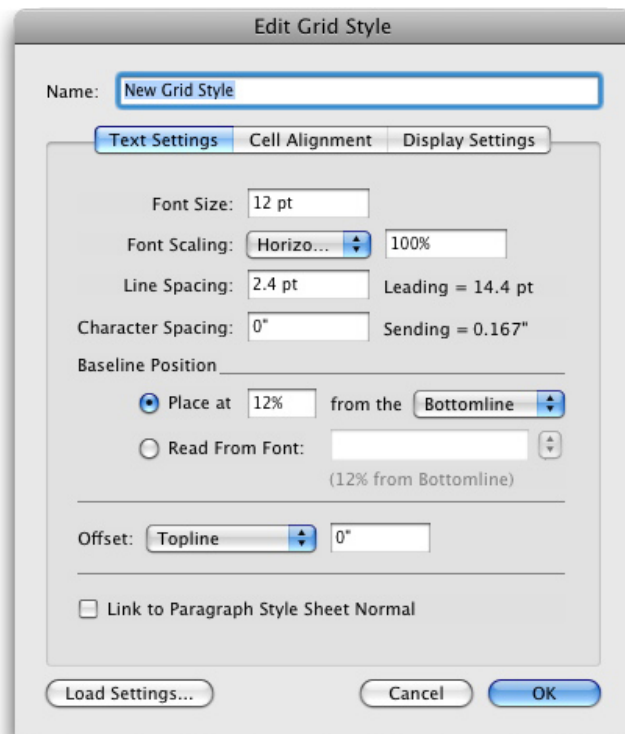 Edit Grid Style
Name: New Grid Style
Text Settings Cell Alignment Display Settings
Font Size: 12 pt
Font Scaling: Horizo... 100%
Line Spacing: 2.4 pt Leading = 14.4 pt
Character Spacing: 0" Sending = 0.167"
Baseline Position
Place at 12% from the Bottomline
Read From Font:
(12% from Bottomline)
Offset: Topline 0"
Link to Paragraph Style Sheet Normal
Load Settings... Cancel OK